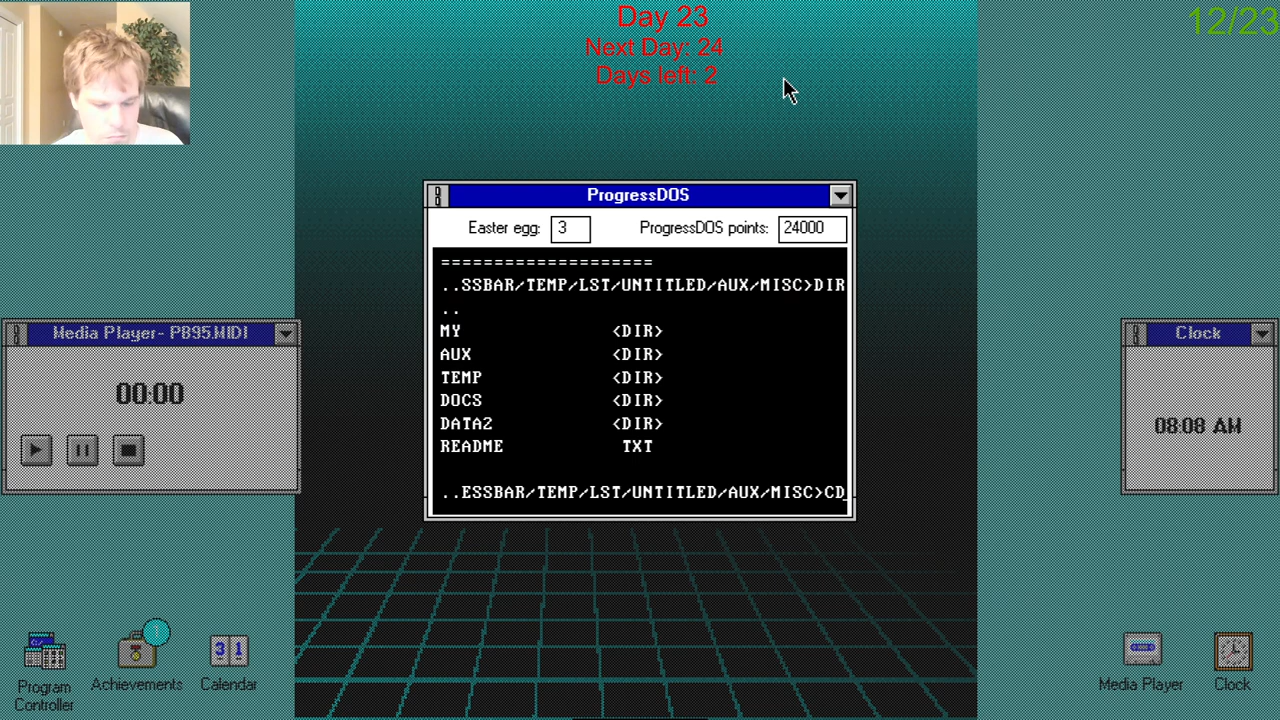 Day 23
Next Day: 24
Days left: 2
12/23
ProgressDOS
Easter egg: 3 ProgressDOS points: 24000
====================
..SSBAR/TEMP/LST/UNTITLED/AUX/MISC>DIR
..
MY <DIR>
AUX <DIR>
TEMP <DIR>
DOCS <DIR>
DATA2 <DIR>
README TXT
..ESSBAR/TEMP/LST/UNTITLED/AUX/MISC>CD_
Media Player- PB95.MIDI
00:00
Clock
08:08 AM
31
Program
Controller
Achievements
Calendar
Media Player
Clock